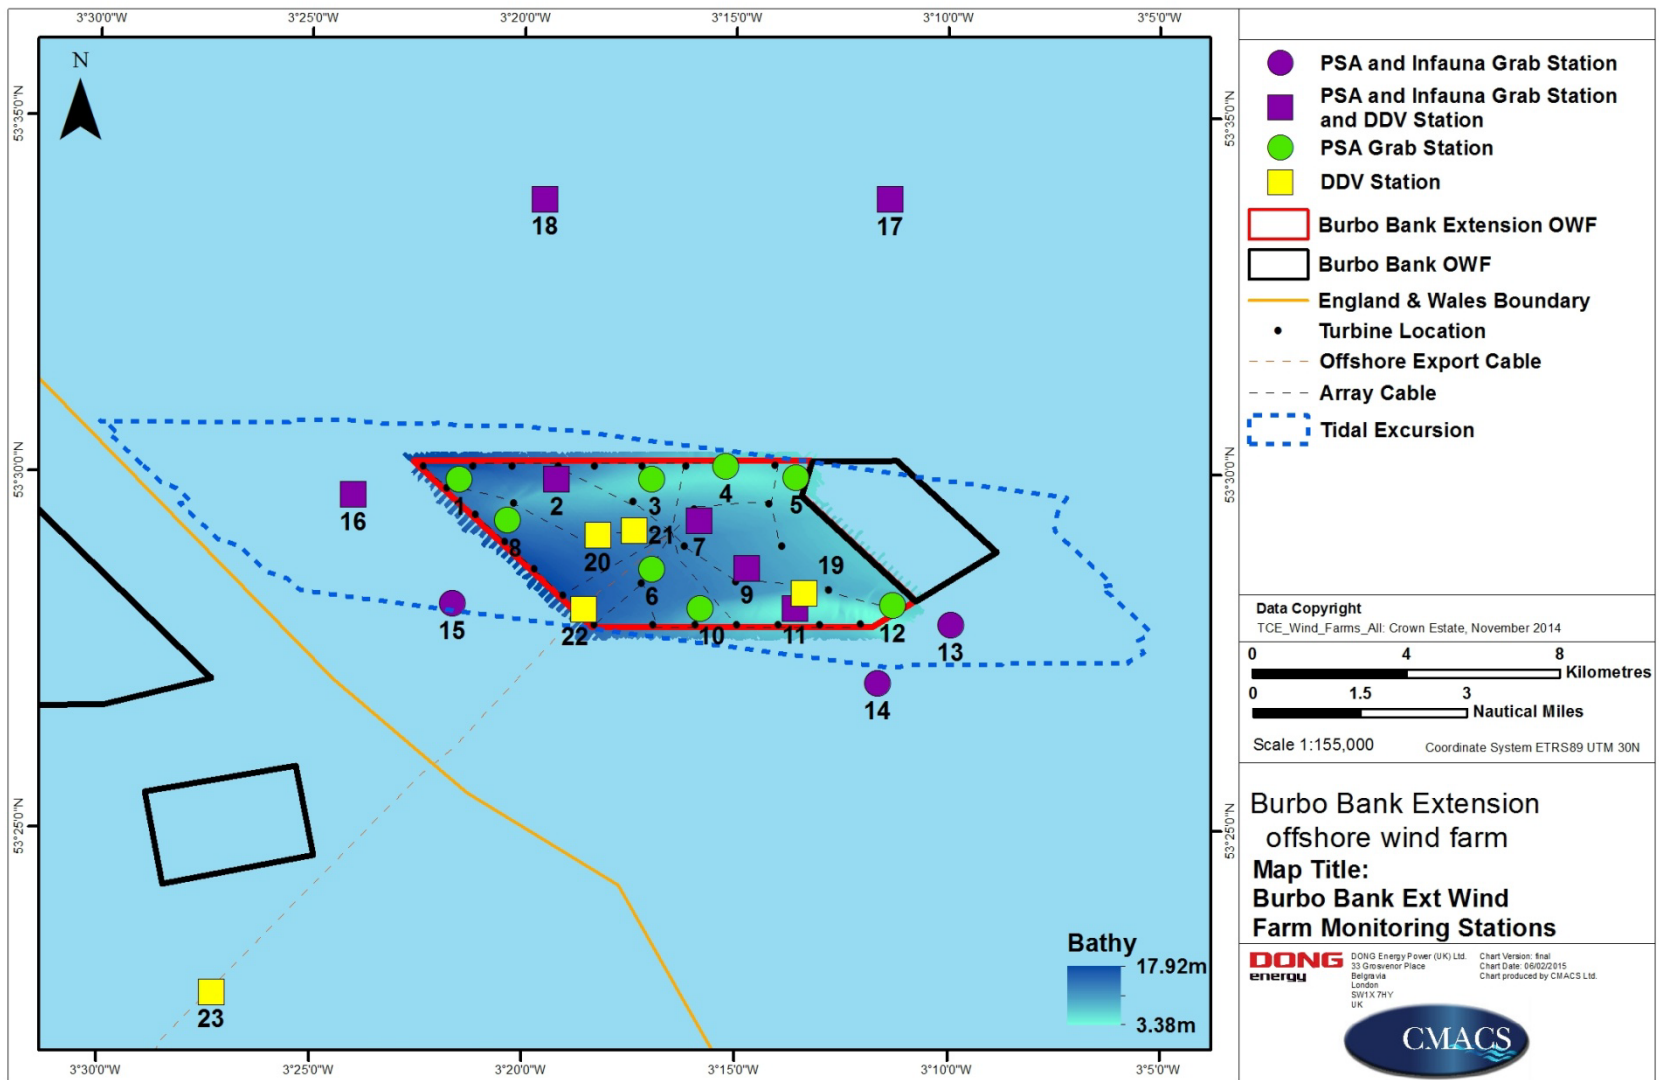 3°30'0"W
3°25'0"W
3°20'0"W
3°15'0"W
3°10'0"W
3°5'0"W
N
53°35'0"N
53°35'0"N
18
17
53°30'0"N
53°30'0"N
1
2
3
4
5
16
8
20
21
7
19
6
9
15
22
10
11
12
13
14
53°25'0"N
53°25'0"N
23
Bathy
17.92m
3.38m
3°30'0"W
3°25'0"W
3°20'0"W
3°15'0"W
3°10'0"W
3°5'0"W
PSA and Infauna Grab Station
PSA and Infauna Grab Station
and DDV Station
PSA Grab Station
DDV Station
Burbo Bank Extension OWF
Burbo Bank OWF
England & Wales Boundary
Turbine Location
Offshore Export Cable
Array Cable
Tidal Excursion
Data Copyright
TCE_Wind_Farms_All: Crown Estate, November 2014
0 4 8
Kilometres
0 1.5 3
Nautical Miles
Scale 1:155,000
Coordinate System ETRS89 UTM 30N
Burbo Bank Extension
offshore wind farm
Map Title:
Burbo Bank Ext Wind
Farm Monitoring Stations
DONG
energy
DONG Energy Power (UK) Ltd.
33 Grosvenor Place
Belgravia
London
SW1X 7HY
UK
Chart Version: final
Chart Date: 06/02/2015
Chart produced by CMACS Ltd.
CMACS